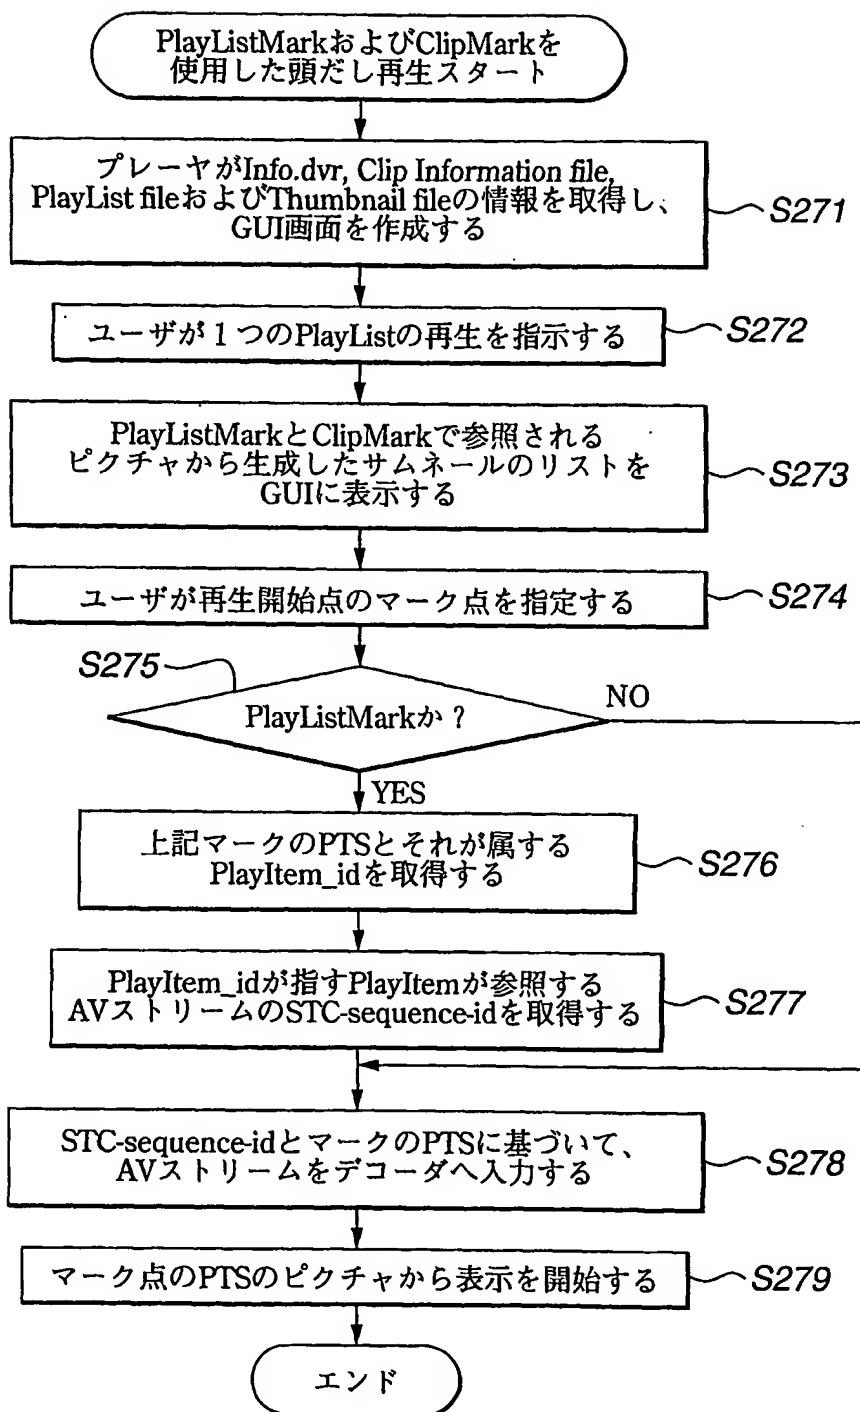 PlayListMarkおよびClipMarkを
使用した頭だし再生スタート
プレーヤがInfo.dvr, Clip Information file,
PlayList fileおよびThumbnail fileの情報を取得し、
GUI画面を作成する
S271
ユーザが１つのPlayListの再生を指示する
S272
PlayListMarkとClipMarkで参照される
ピクチャから生成したサムネールのリストを
GUIに表示する
S273
ユーザが再生開始点のマーク点を指定する
S274
S275
PlayListMarkか？
NO
YES
上記マークのPTSとそれが属する
PlayItem_idを取得する
S276
PlayItem_idが指すPlayItemが参照する
AVストリームのSTC-sequence-idを取得する
S277
STC-sequence-idとマークのPTSに基づいて、
AVストリームをデコーダへ入力する
S278
マーク点のPTSのピクチャから表示を開始する
S279
エンド